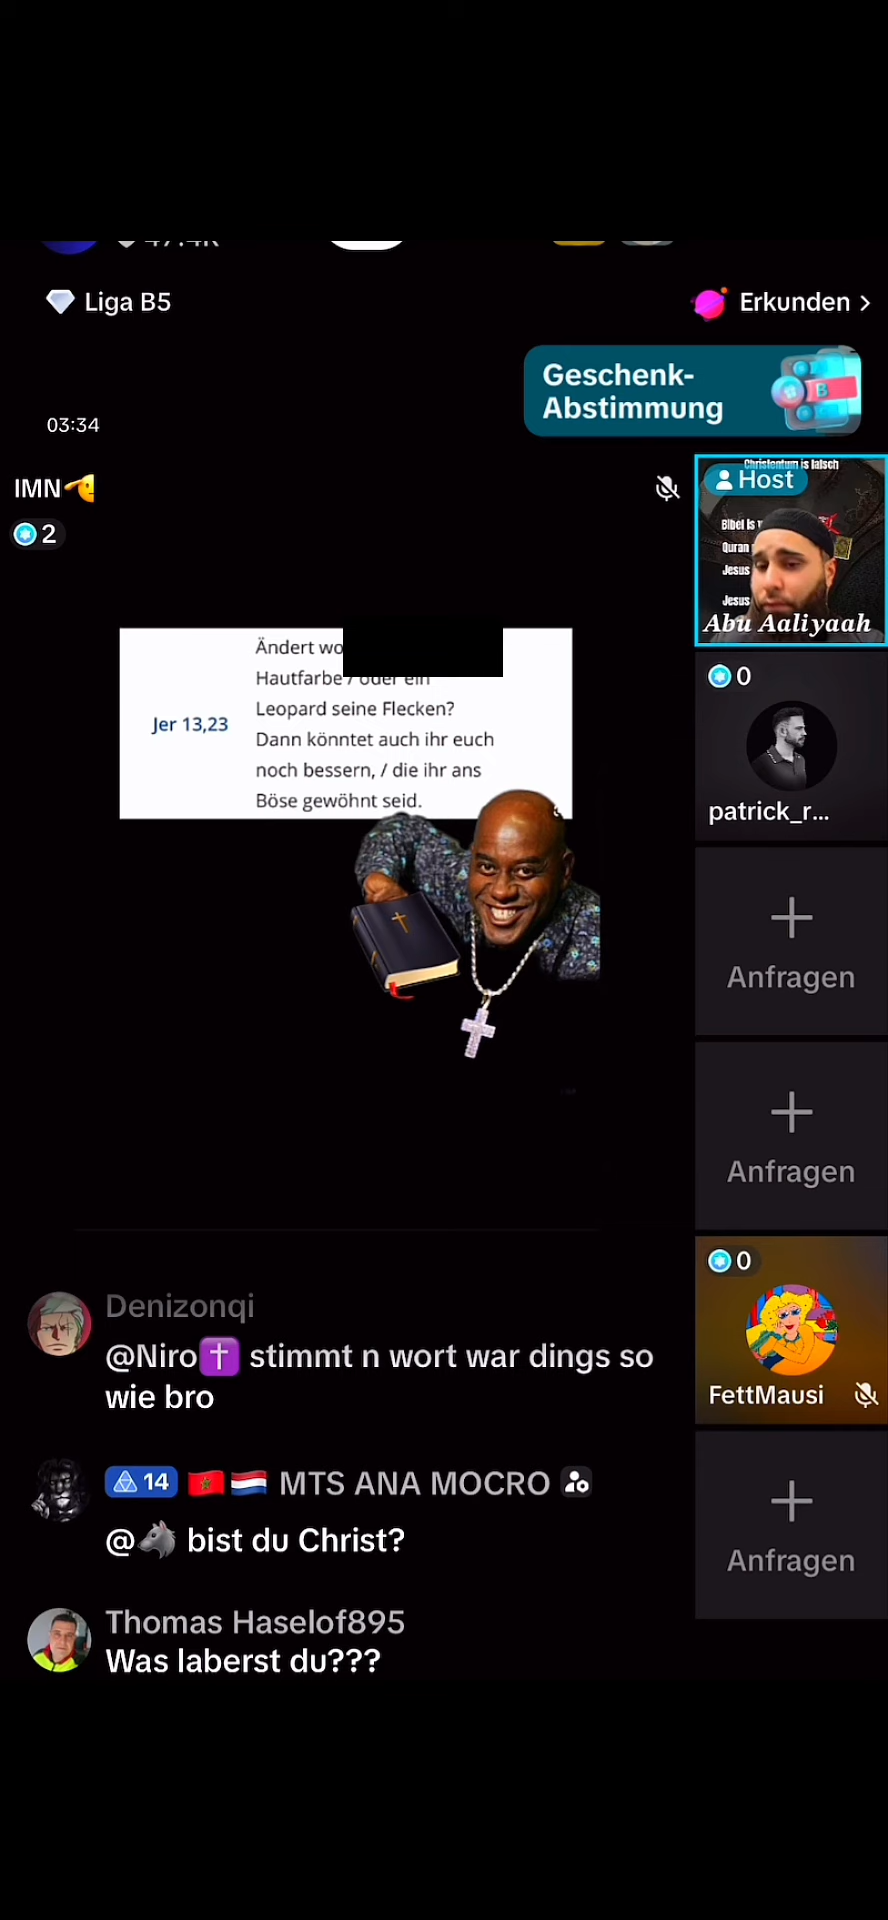 Liga B5
Erkunden >
Geschenk-
Abstimmung
03:34
IMN
2
Christentum is falsch
Host
Bibel is
Quran
Jesus
Jesus
Abu Aaliyaah
0
patrick_r...
Ändert wo
Hautfarbe / oder ein
Leopard seine Flecken?
Jer 13,23
Dann könntet auch ihr euch
noch bessern, / die ihr ans
Böse gewöhnt seid.
Anfragen
Anfragen
0
FettMausi
Anfragen
Denizonqi
@Niro✝️ stimmt n wort war dings so
wie bro
14 🇲🇦🇳🇱 MTS ANA MOCRO
@🐺 bist du Christ?
Thomas Haselof895
Was laberst du???